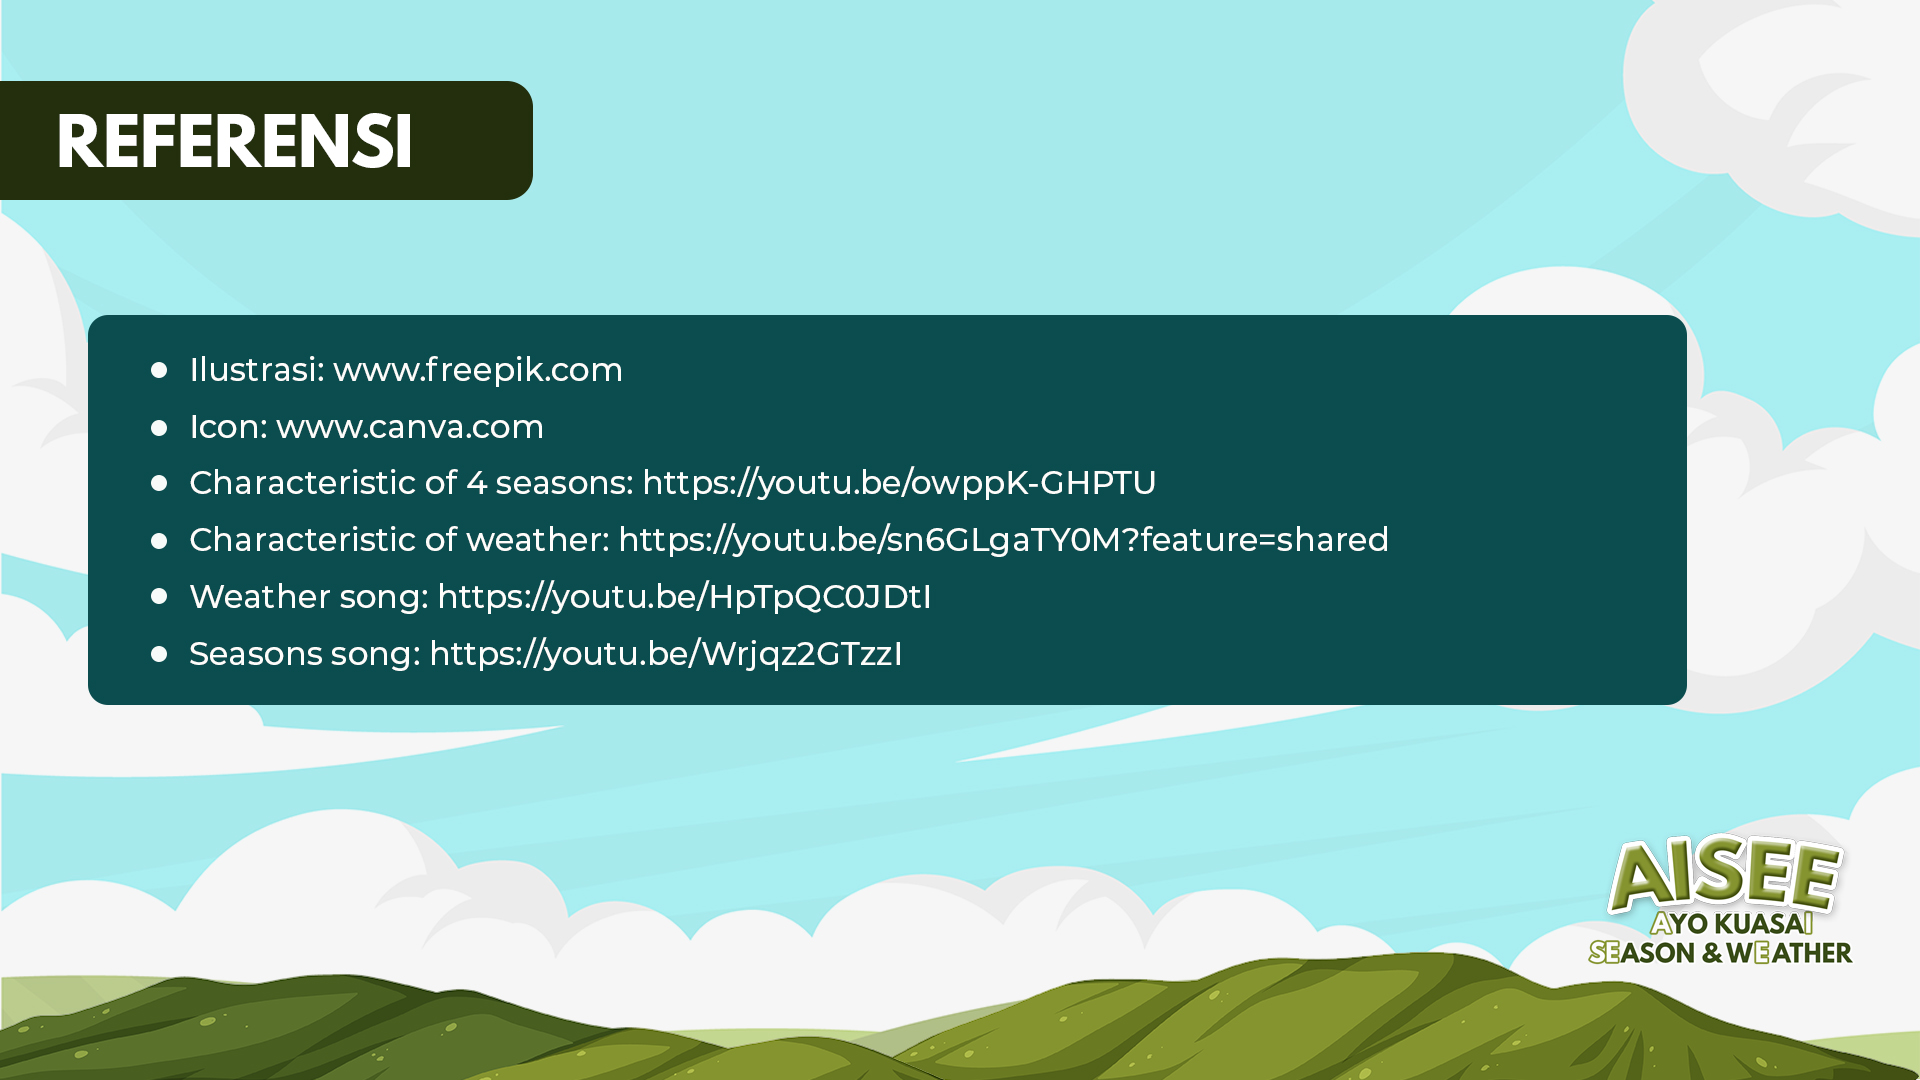 REFERENSI
• Ilustrasi: www.freepik.com
• Icon: www.canva.com
• Characteristic of 4 seasons: https://youtu.be/owppK-GHPTU
• Characteristic of weather: https://youtu.be/sn6GLgaTY0M?feature=shared
• Weather song: https://youtu.be/HpTpQC0JDtI
• Seasons song: https://youtu.be/Wrjqz2GTzzI
AISEE
AYO KUASAI
SEASON & WEATHER